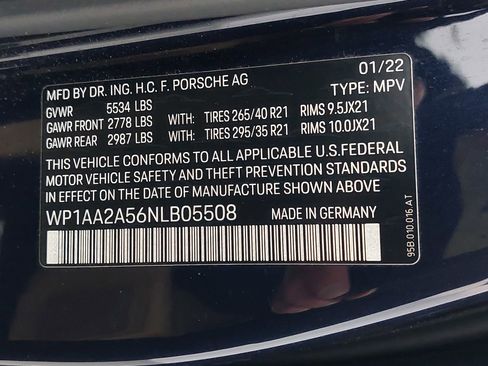 MFD BY DR. ING. H.C. F. PORSCHE AG 01/22
GVWR 5534 LBS TYPE: MPV
GAWR FRONT 2778 LBS WITH: TIRES 265/40 R21 RIMS 9.5JX21
GAWR REAR 2987 LBS WITH: TIRES 295/35 R21 RIMS 10.0JX21
THIS VEHICLE CONFORMS TO ALL APPLICABLE U.S.FEDERAL
MOTOR VEHICLE SAFETY AND THEFT PREVENTION STANDARDS
IN EFFECT ON THE DATE OF MANUFACTURE SHOWN ABOVE
WP1AA2A56NLB05508 MADE IN GERMANY
95B.010.016.AT